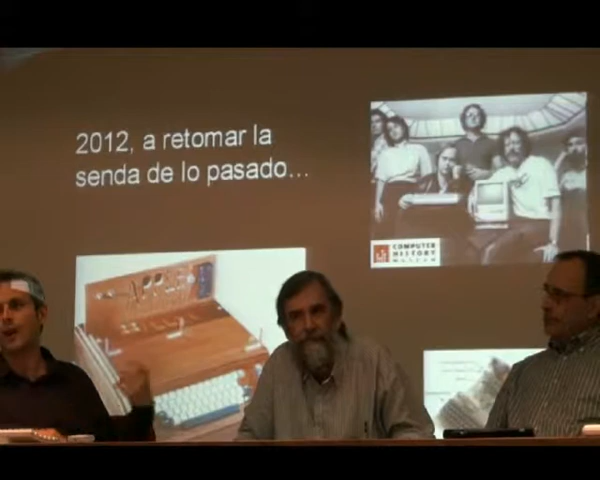 2012, a retomar la
senda de lo pasado...
COMPUTER
HISTORY
MUSEUM